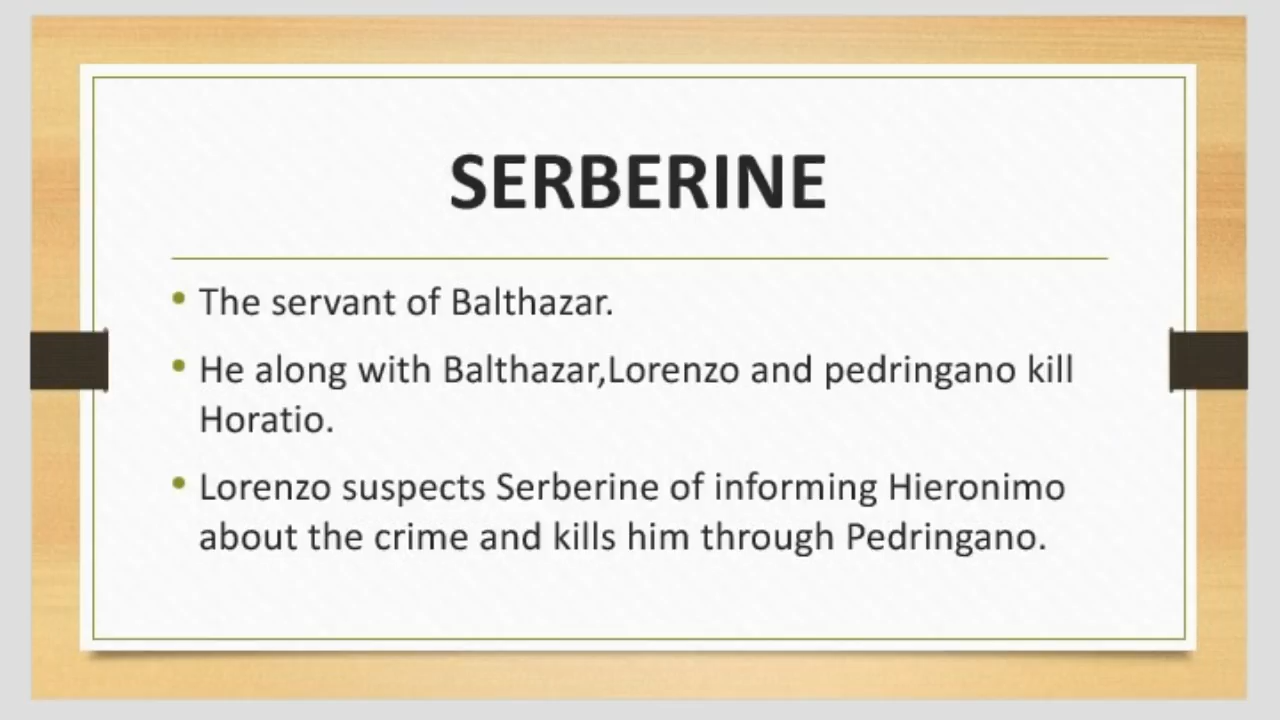 SERBERINE
• The servant of Balthazar.
• He along with Balthazar,Lorenzo and pedringano kill
Horatio.
• Lorenzo suspects Serberine of informing Hieronimo
about the crime and kills him through Pedringano.